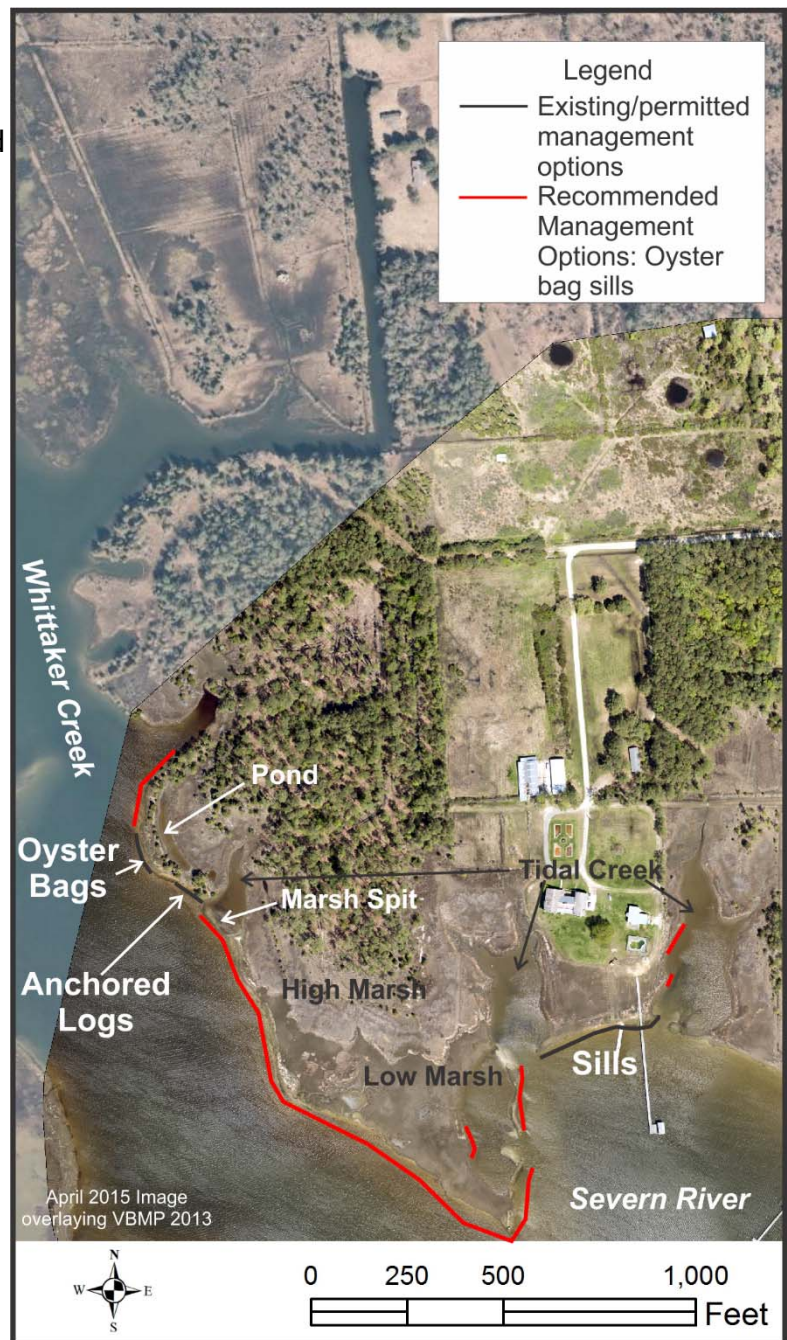 d
Legend
Existing/permitted
management
options
Recommended
Management
Options: Oyster
bag sills
Whittaker Creek
Pond
Oyster
Bags
Tidal Creek
Marsh Spit
Anchored
Logs
High Marsh
Sills
Low Marsh
April 2015 Image
overlaying VBMP 2013
Severn River
N
W E
S
0 250 500 1,000
Feet